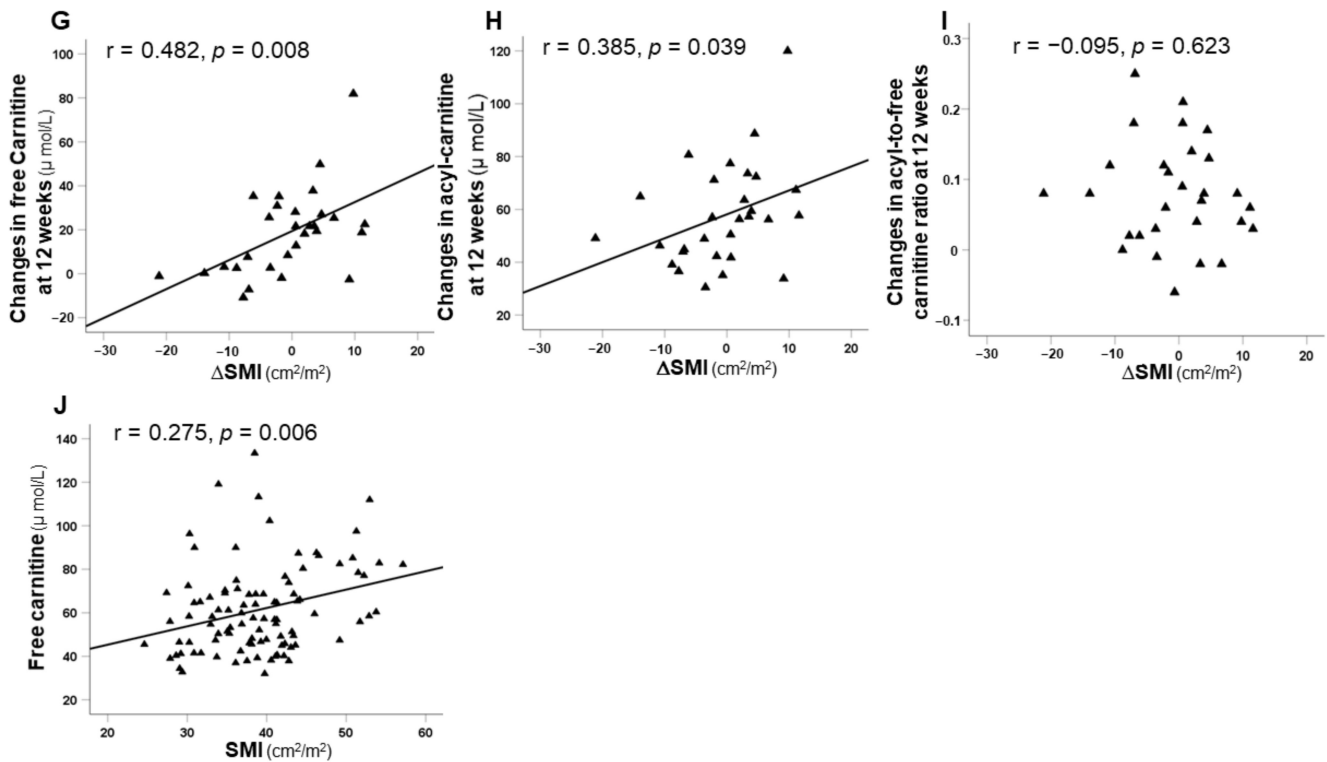 G
r = 0.482, p = 0.008
Changes in free Carnitine
at 12 weeks (μ mol/L)
100
80
60
40
20
0
−20
−30
−20
−10
0
10
20
ΔSMI (cm²/m²)
H
r = 0.385, p = 0.039
Changes in acyl-carnitine
at 12 weeks (μ mol/L)
120
100
80
60
40
20
−30
−20
−10
0
10
20
ΔSMI (cm²/m²)
I
r = −0.095, p = 0.623
Changes in acyl-to-free
carnitine ratio at 12 weeks
0.3
0.2
0.1
0
−0.1
−30
−20
−10
0
10
20
ΔSMI (cm²/m²)
J
r = 0.275, p = 0.006
Free carnitine (μ mol/L)
140
120
100
80
60
40
20
20
30
40
50
60
SMI (cm²/m²)